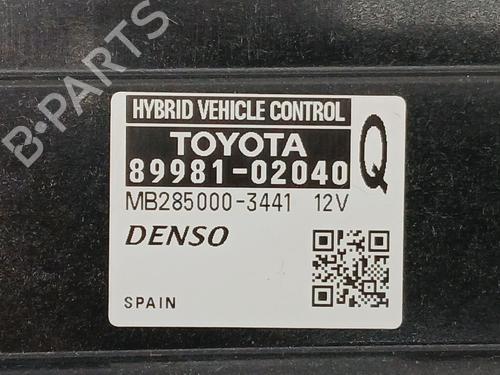 HYBRID VEHICLE CONTROL
TOYOTA
89981-02040
Q
MB285000-3441 12V
DENSO
SPAIN
B-PARTS